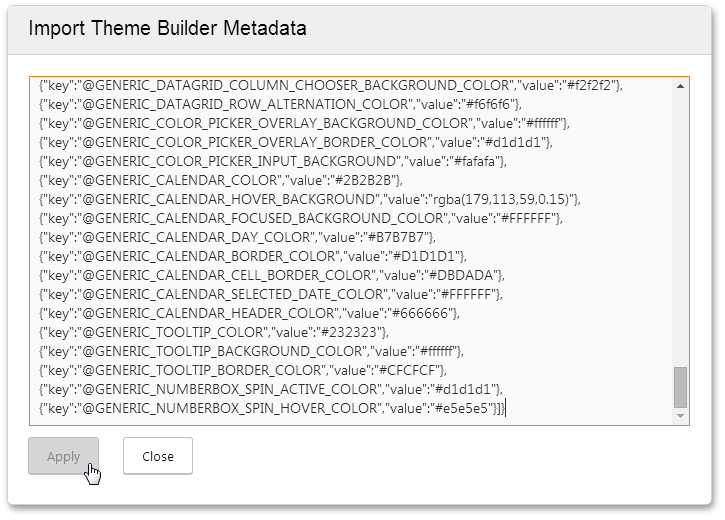 Import Theme Builder Metadata
{"key":"@GENERIC_DATAGRID_COLUMN_CHOOSER_BACKGROUND_COLOR","value":"#f2f2f2"},
{"key":"@GENERIC_DATAGRID_ROW_ALTERNATION_COLOR","value":"#f6f6f6"},
{"key":"@GENERIC_COLOR_PICKER_OVERLAY_BACKGROUND_COLOR","value":"#ffffff"},
{"key":"@GENERIC_COLOR_PICKER_OVERLAY_BORDER_COLOR","value":"#d1d1d1"},
{"key":"@GENERIC_COLOR_PICKER_INPUT_BACKGROUND","value":"#fafafa"},
{"key":"@GENERIC_CALENDAR_COLOR","value":"#2B2B2B"},
{"key":"@GENERIC_CALENDAR_HOVER_BACKGROUND","value":"rgba(179,113,59,0.15)"},
{"key":"@GENERIC_CALENDAR_FOCUSED_BACKGROUND_COLOR","value":"#FFFFFF"},
{"key":"@GENERIC_CALENDAR_DAY_COLOR","value":"#B7B7B7"},
{"key":"@GENERIC_CALENDAR_BORDER_COLOR","value":"#D1D1D1"},
{"key":"@GENERIC_CALENDAR_CELL_BORDER_COLOR","value":"#DBDADA"},
{"key":"@GENERIC_CALENDAR_SELECTED_DATE_COLOR","value":"#FFFFFF"},
{"key":"@GENERIC_CALENDAR_HEADER_COLOR","value":"#666666"},
{"key":"@GENERIC_TOOLTIP_COLOR","value":"#232323"},
{"key":"@GENERIC_TOOLTIP_BACKGROUND_COLOR","value":"#ffffff"},
{"key":"@GENERIC_TOOLTIP_BORDER_COLOR","value":"#CFCFCF"},
{"key":"@GENERIC_NUMBERBOX_SPIN_ACTIVE_COLOR","value":"#d1d1d1"},
{"key":"@GENERIC_NUMBERBOX_SPIN_HOVER_COLOR","value":"#e5e5e5"}]}
Apply
Close